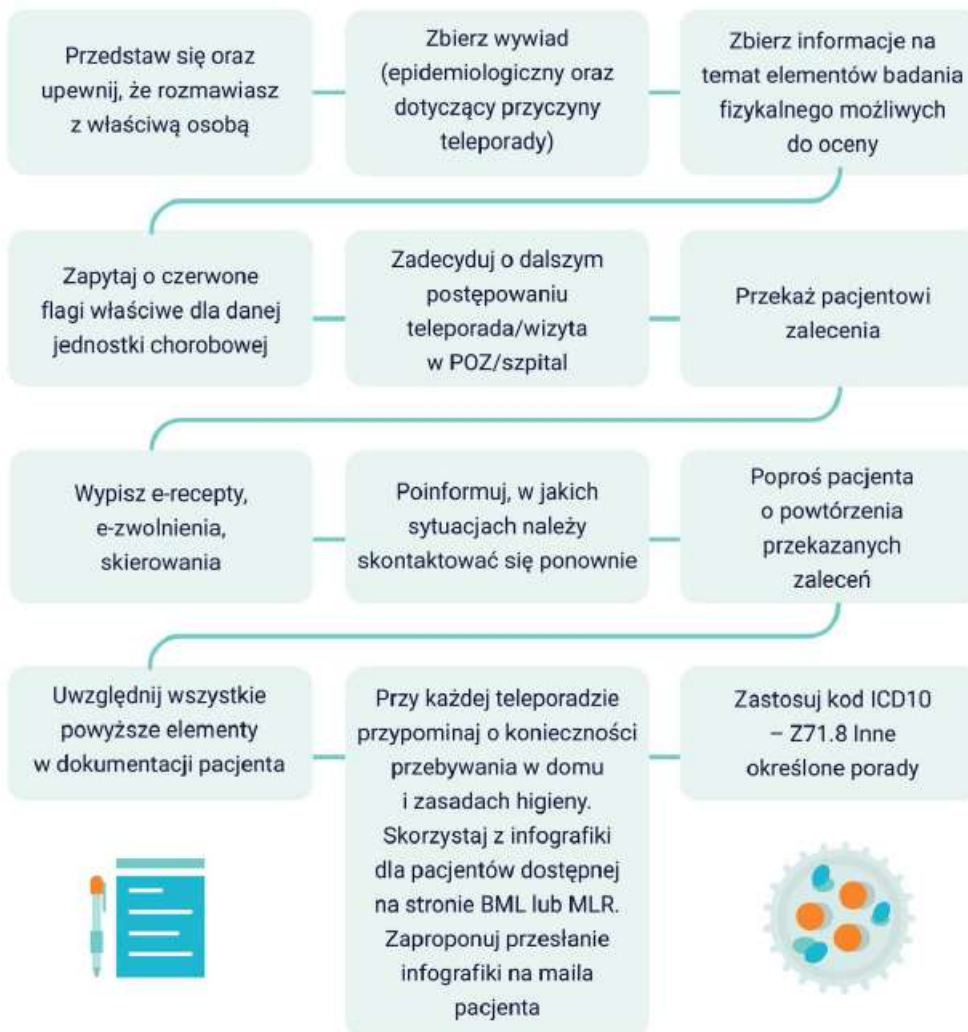 Przedstaw się oraz
upewnij, że rozmawiasz
z właściwą osobą
Zbierz wywiad
(epidemiologiczny oraz
dotyczący przyczyny
teleporady)
Zbierz informacje na
temat elementów badania
fizykalnego możliwych
do oceny
Zapytaj o czerwone
flagi właściwe dla danej
jednostki chorobowej
Zadecyduj o dalszym
postępowaniu
teleporada/wizyta
w POZ/szpital
Przekaż pacjentowi
zalecenia
Wypisz e-recepty,
e-zwolnienia,
skierowania
Poinformuj, w jakich
sytuacjach należy
skontaktować się ponownie
Poproś pacjenta
o powtórzenia
przekazanych
zaleceń
Uwzględnij wszystkie
powyższe elementy
w dokumentacji pacjenta
Przy każdej teleporadzie
przypominaj o konieczności
przebywania w domu
i zasadach higieny.
Skorzystaj z infografiki
dla pacjentów dostępnej
na stronie BML lub MLR.
Zaproponuj przesłanie
infografiki na maila
pacjenta
Zastosuj kod ICD10
– Z71.8 Inne
określone porady